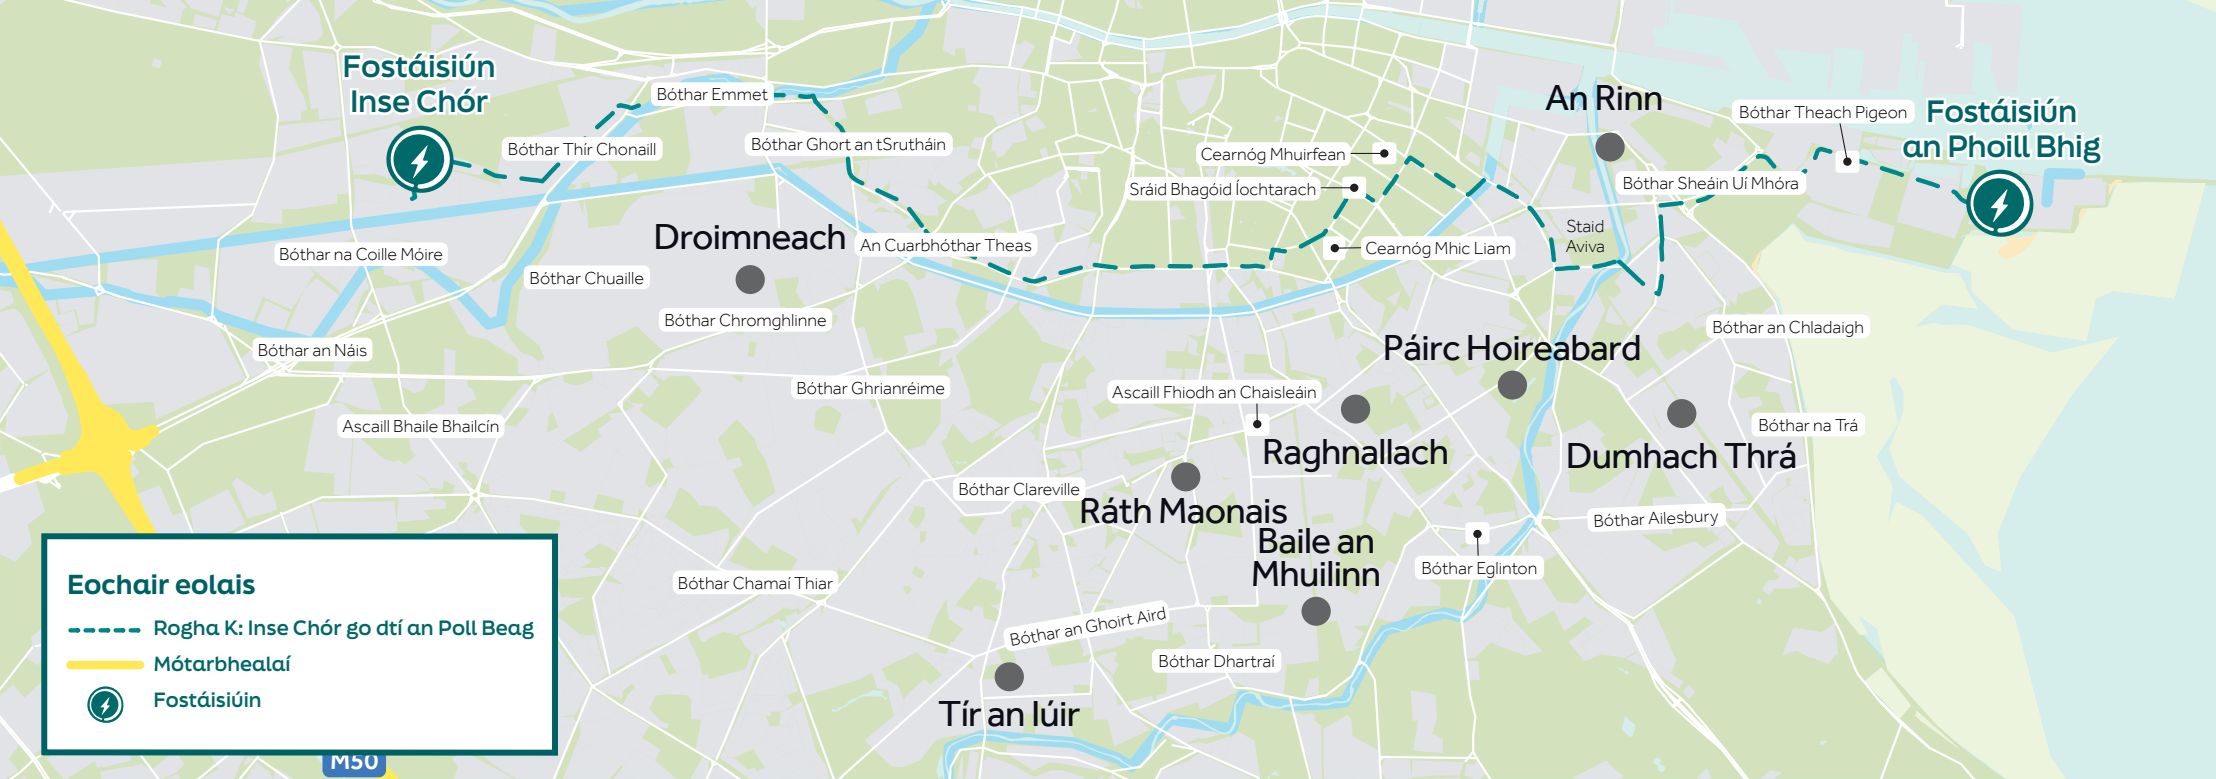 Fostáisiún
Inse Chór
Bóthar Emmet
Bóthar Thír Chonaill
Bóthar Ghort an tSrutháin
Cearnóg Mhuirfean
Sráid Bhagóid Íochtarach
An Rinn
Bóthar Theach Pigeon
Fostáisiún
an Phoill Bhig
Bóthar Sheáin Uí Mhóra
Staid
Aviva
Droimneach
An Cuarbhóthar Theas
Cearnóg Mhic Liam
Bóthar na Coille Móire
Bóthar Chuaille
Bóthar Chromghlinne
Bóthar an Náis
Páirc Hoireabard
Bóthar an Chladaigh
Bóthar Ghrianréime
Ascaill Fhiodh an Chaisleáin
Ascaill Bhaile Bhailcín
Raghnallach
Dumhach Thrá
Bóthar na Trá
Bóthar Clareville
Ráth Maonais
Bóthar Ailesbury
Baile an
Mhuilinn
Bóthar Eglinton
Bóthar Chamaí Thiar
Bóthar an Ghoirt Aird
Bóthar Dhartraí
Tír an Iúir
Eochair eolais
Rogha K: Inse Chór go dtí an Poll Beag
Mótarbhealaí
Fostáisiúin
M50